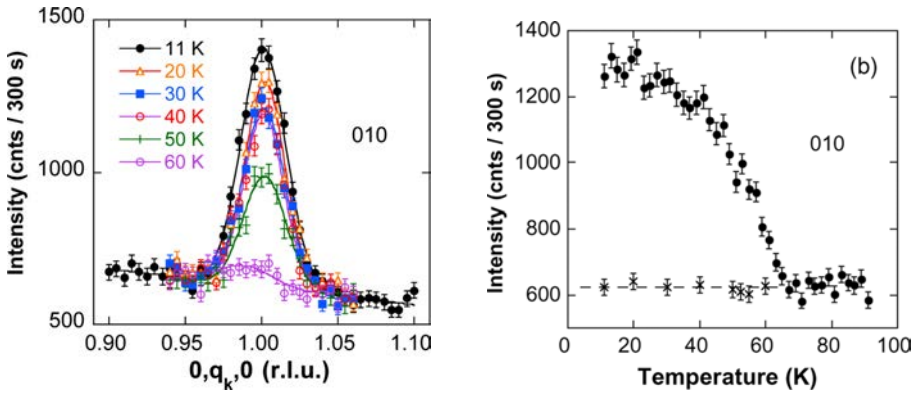 1500
1000
500
Intensity (cnts / 300 s)
11 K
20 K
30 K
40 K
50 K
60 K
010
0.90
0.95
1.00
1.05
1.10
0,qk,0 (r.l.u.)
1400
1200
1000
800
600
Intensity (cnts / 300 s)
(b)
010
0
20
40
60
80
100
Temperature (K)